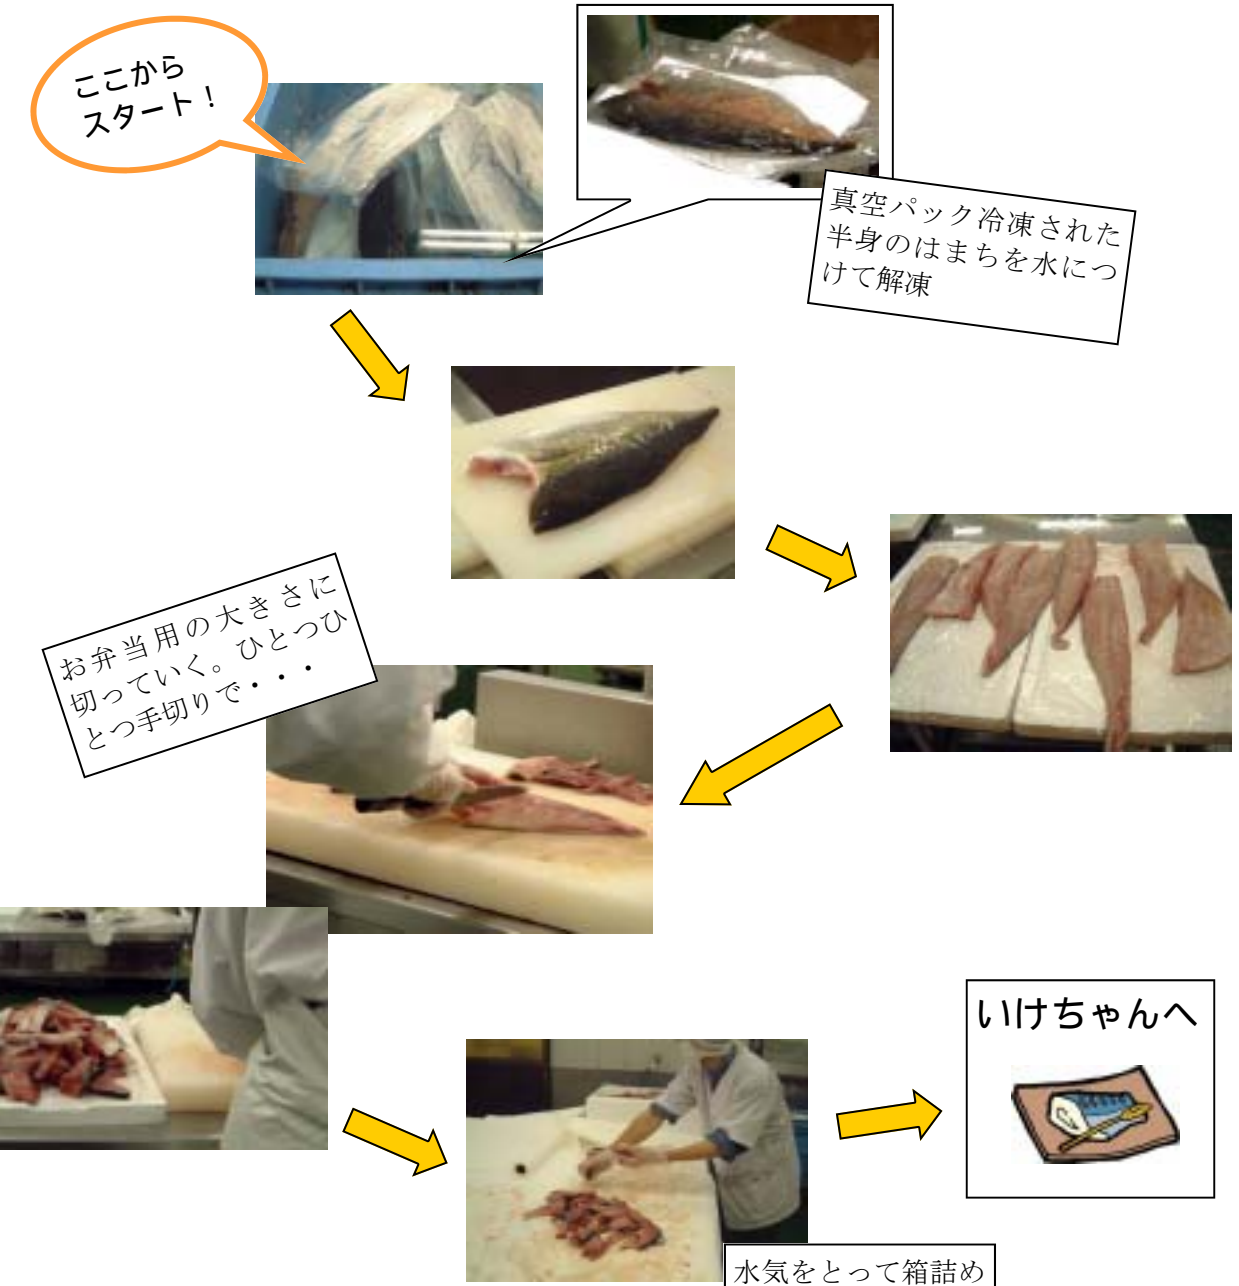 ここから
スタート！
真空パック冷凍された
半身のはまちを水につ
けて解凍
お弁当用の大きさに
切っていく。ひとつひ
とつ手切りで・・・
いけちゃんへ
水気をとって箱詰め